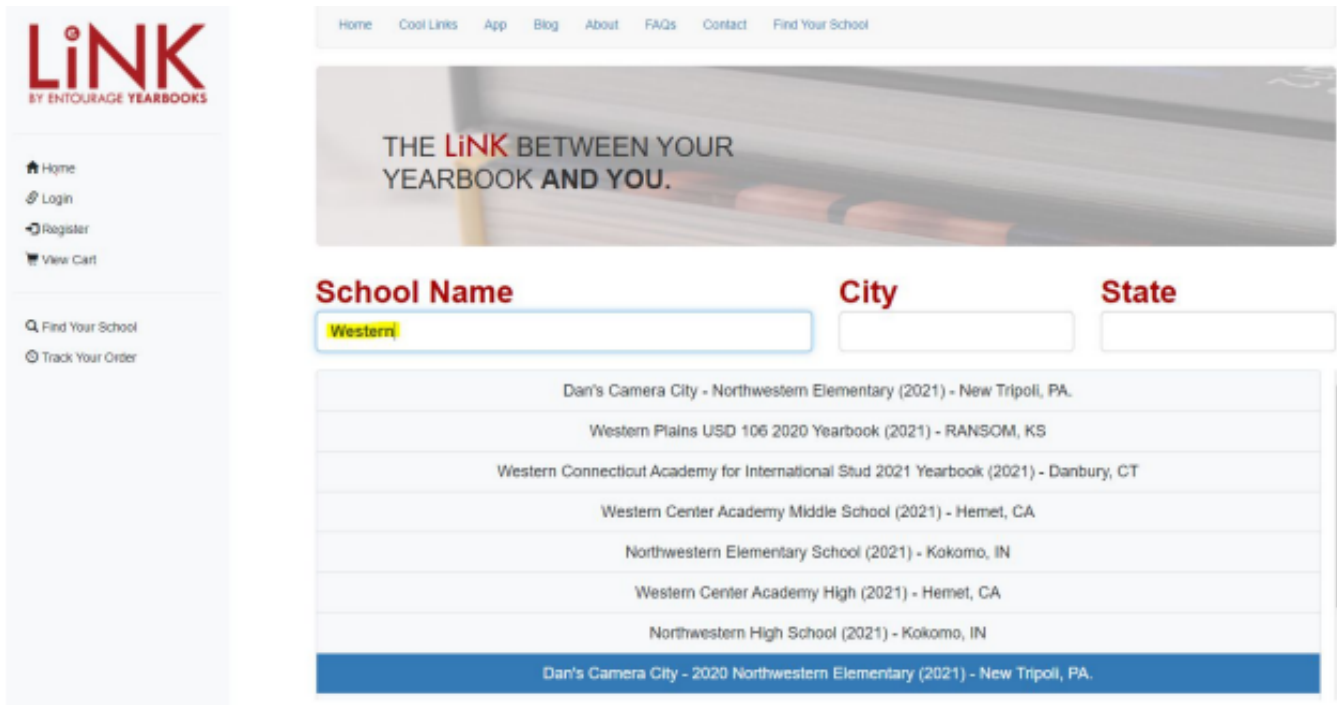 LiNK
BY ENTOURAGE YEARBOOKS
Home
Login
Register
View Cart
Find Your School
Track Your Order
Home Cool Links App Blog About FAQs Contact Find Your School
THE LiNK BETWEEN YOUR
YEARBOOK AND YOU.
School Name City State
Western
Dan's Camera City - Northwestern Elementary (2021) - New Tripoli, PA.
Western Plains USD 106 2020 Yearbook (2021) - RANSOM, KS
Western Connecticut Academy for International Stud 2021 Yearbook (2021) - Danbury, CT
Western Center Academy Middle School (2021) - Hemet, CA
Northwestern Elementary School (2021) - Kokomo, IN
Western Center Academy High (2021) - Hemet, CA
Northwestern High School (2021) - Kokomo, IN
Dan's Camera City - 2020 Northwestern Elementary (2021) - New Tripoli, PA.